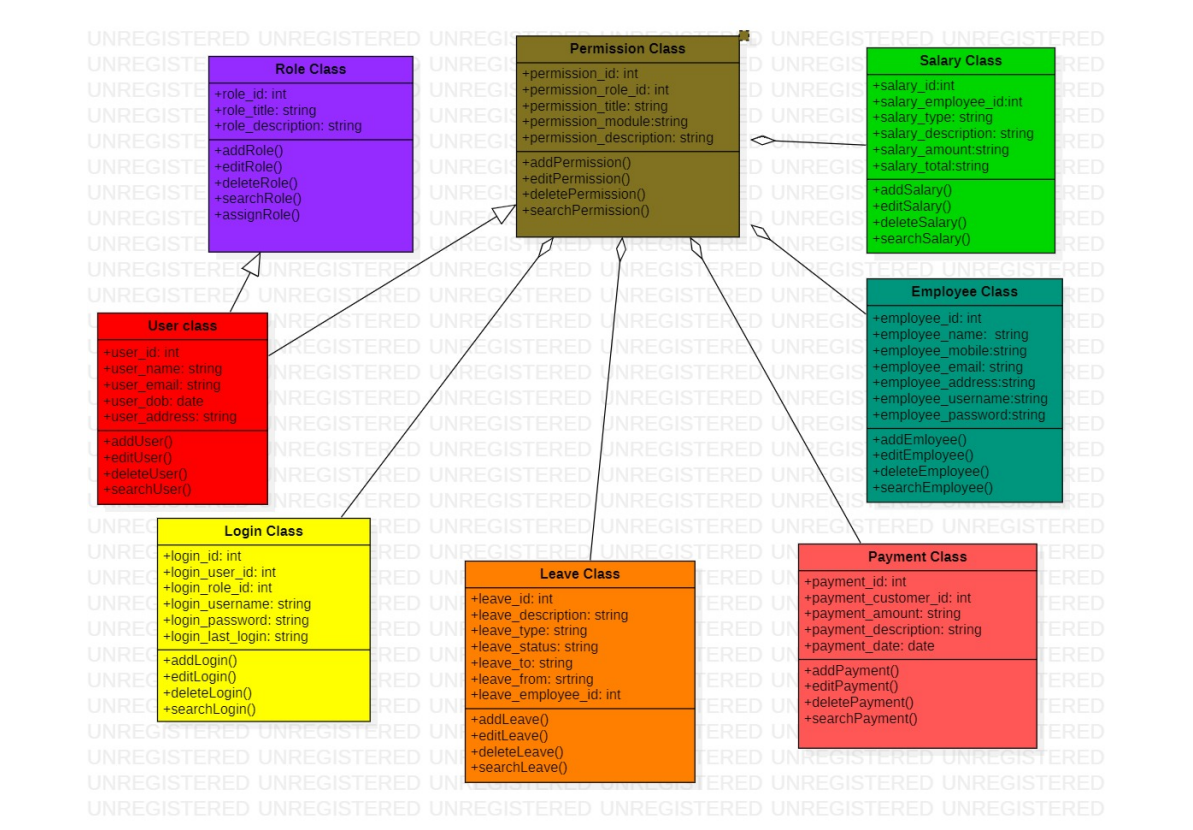 Role Class
+role_id: int
+role_title: string
+role_description: string
+addRole()
+editRole()
+deleteRole()
+searchRole()
+assignRole()
Permission Class
+permission_id: int
+permission_role_id: int
+permission_title: string
+permission_module:string
+permission_description: string
+addPermission()
+editPermission()
+deletePermission()
+searchPermission()
Salary Class
+salary_id:int
+salary_employee_id:int
+salary_type: string
+salary_description: string
+salary_amount:string
+salary_total:string
+addSalary()
+editSalary()
+deleteSalary()
+searchSalary()
User class
+user_id: int
+user_name: string
+user_email: string
+user_dob: date
+user_address: string
+addUser()
+editUser()
+deleteUser()
+searchUser()
Employee Class
+employee_id: int
+employee_name:  string
+employee_mobile:string
+employee_email: string
+employee_address:string
+employee_username:string
+employee_password:string
+addEmloyee()
+editEmployee()
+deleteEmployee()
+searchEmployee()
Login Class
+login_id: int
+login_user_id: int
+login_role_id: int
+login_username: string
+login_password: string
+login_last_login: string
+addLogin()
+editLogin()
+deleteLogin()
+searchLogin()
Leave Class
+leave_id: int
+leave_description: string
+leave_type: string
+leave_status: string
+leave_to: string
+leave_from: srtring
+leave_employee_id: int
+addLeave()
+editLeave()
+deleteLeave()
+searchLeave()
Payment Class
+payment_id: int
+payment_customer_id: int
+payment_amount: string
+payment_description: string
+payment_date: date
+addPayment()
+editPayment()
+deletePayment()
+searchPayment()
UNREGISTERED UNREGISTERED UNREGISTERED UNREGISTERED UNREGISTERED UNREGISTERED